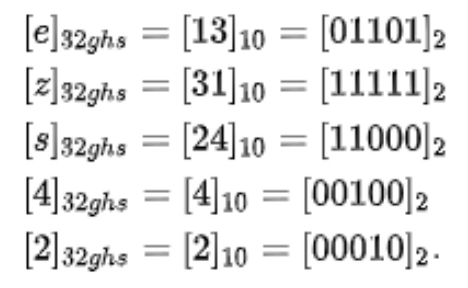 [e]32ghs = [13]10 = [01101]2
[z]32ghs = [31]10 = [11111]2
[s]32ghs = [24]10 = [11000]2
[4]32ghs = [4]10 = [00100]2
[2]32ghs = [2]10 = [00010]2.